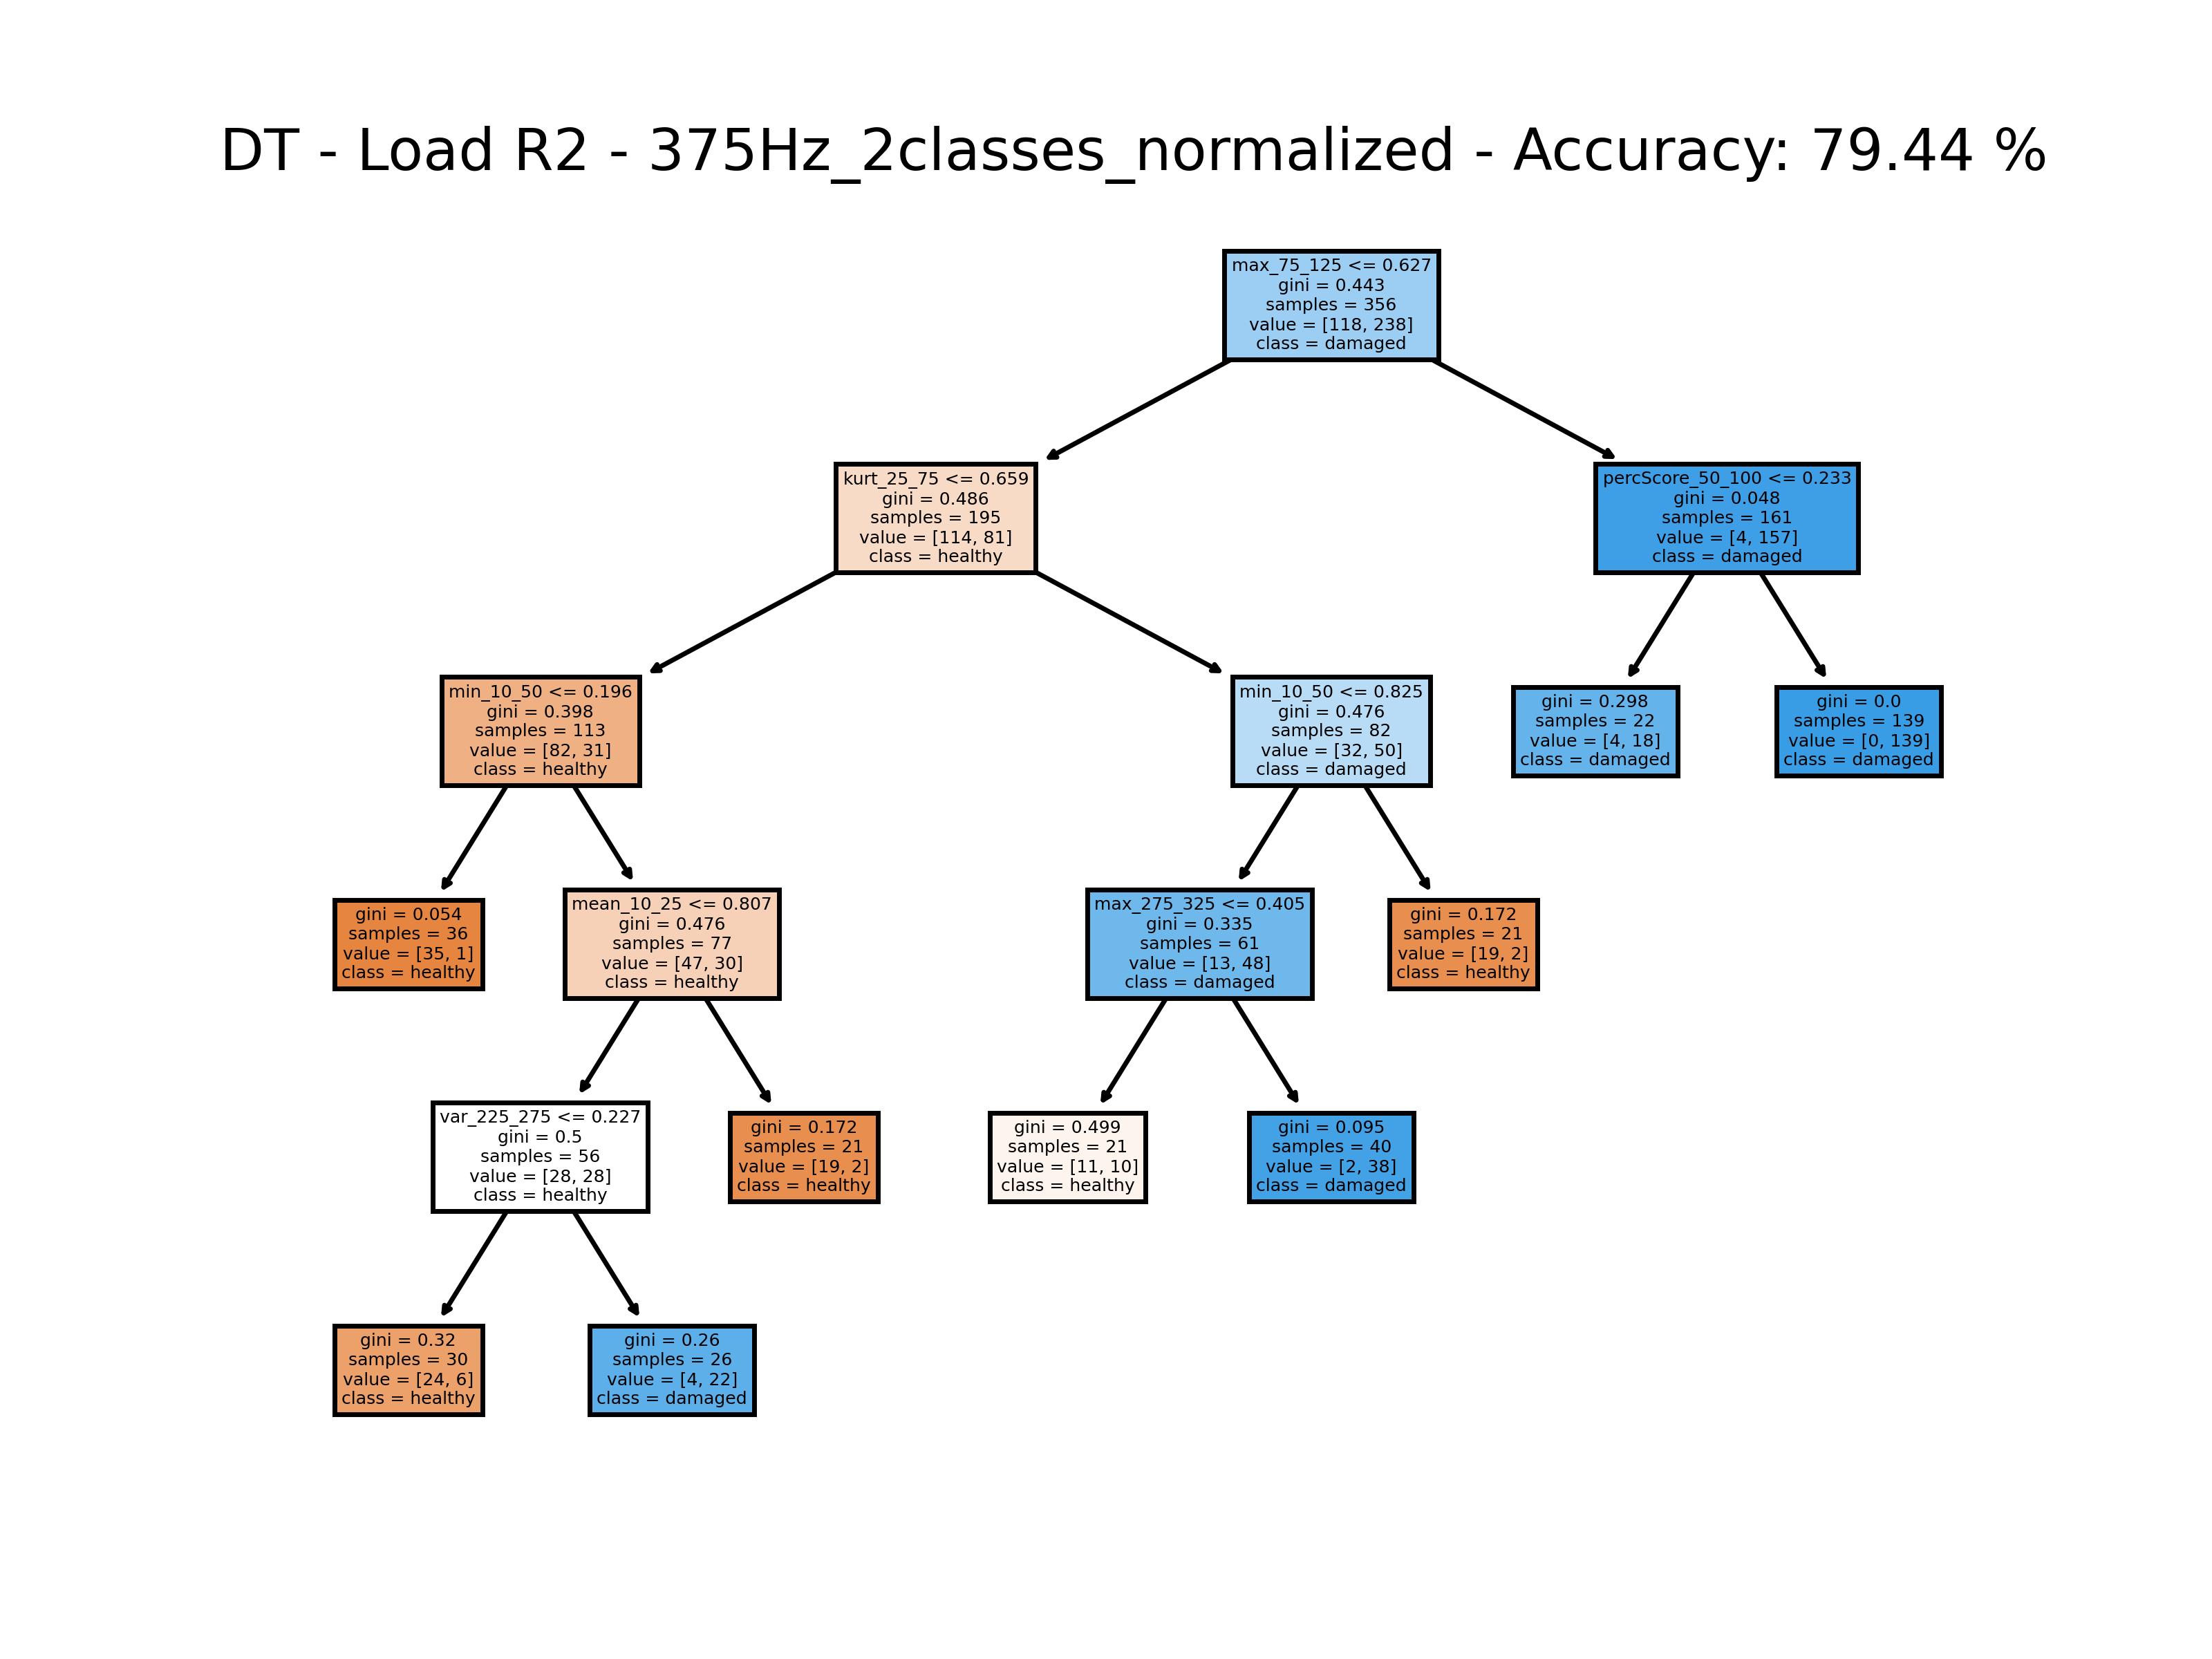 DT - Load R2 - 375Hz_2classes_normalized - Accuracy: 79.44 %
max_75_125 <= 0.627
gini = 0.443
samples = 356
value = [118, 238]
class = damaged
kurt_25_75 <= 0.659
gini = 0.486
samples = 195
value = [114, 81]
class = healthy
percScore_50_100 <= 0.233
gini = 0.048
samples = 161
value = [4, 157]
class = damaged
min_10_50 <= 0.196
gini = 0.398
samples = 113
value = [82, 31]
class = healthy
min_10_50 <= 0.825
gini = 0.476
samples = 82
value = [32, 50]
class = damaged
gini = 0.298
samples = 22
value = [4, 18]
class = damaged
gini = 0.0
samples = 139
value = [0, 139]
class = damaged
gini = 0.054
samples = 36
value = [35, 1]
class = healthy
mean_10_25 <= 0.807
gini = 0.476
samples = 77
value = [47, 30]
class = healthy
max_275_325 <= 0.405
gini = 0.335
samples = 61
value = [13, 48]
class = damaged
gini = 0.172
samples = 21
value = [19, 2]
class = healthy
var_225_275 <= 0.227
gini = 0.5
samples = 56
value = [28, 28]
class = healthy
gini = 0.172
samples = 21
value = [19, 2]
class = healthy
gini = 0.499
samples = 21
value = [11, 10]
class = healthy
gini = 0.095
samples = 40
value = [2, 38]
class = damaged
gini = 0.32
samples = 30
value = [24, 6]
class = healthy
gini = 0.26
samples = 26
value = [4, 22]
class = damaged